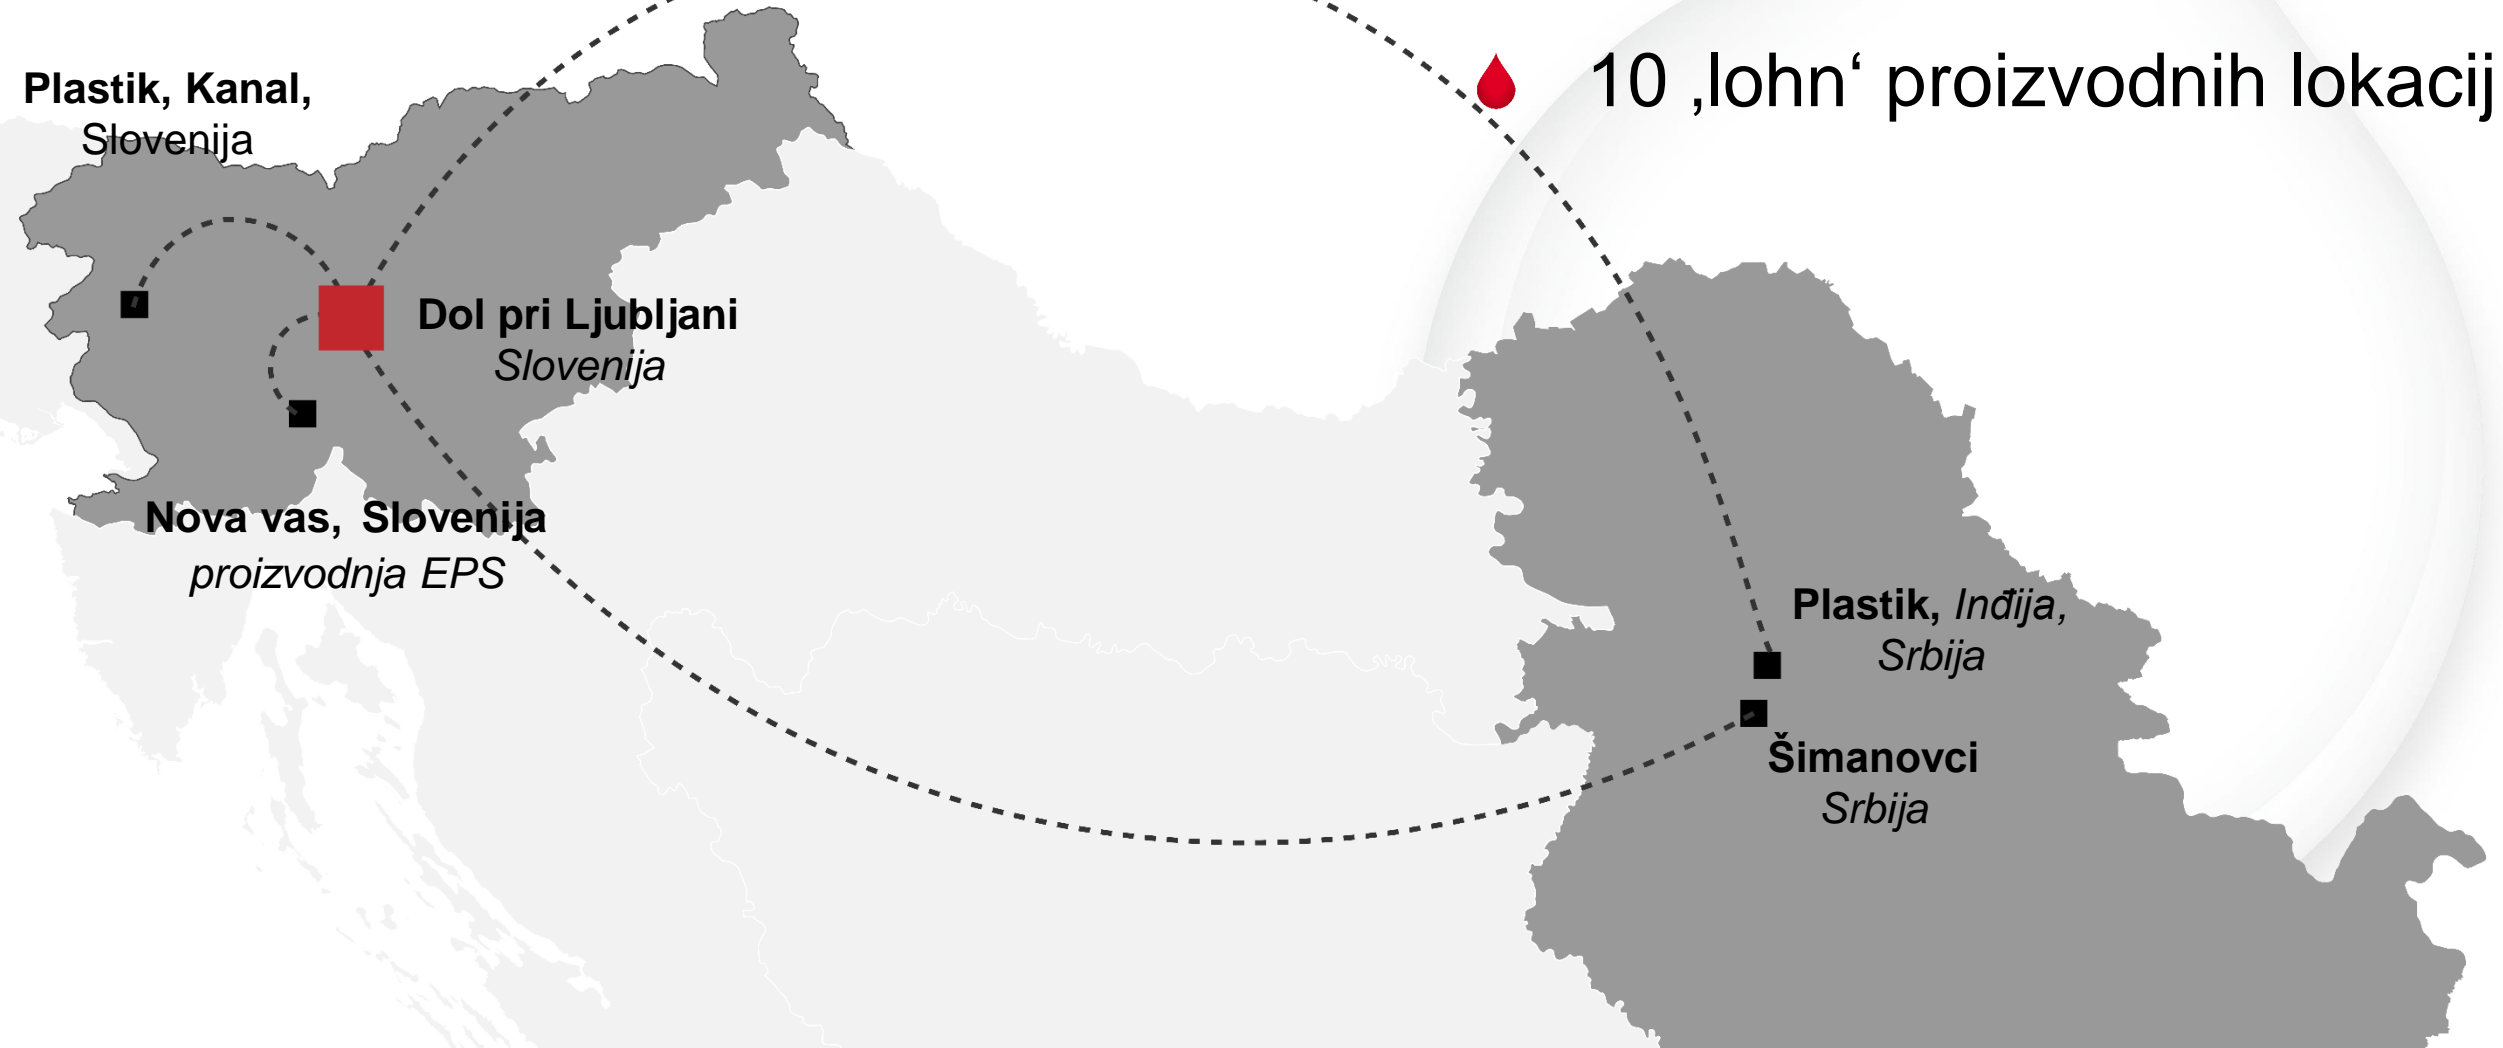 10 ‚lohn‘ proizvodnih lokacij
Plastik, Kanal,
Slovenija
Dol pri Ljubljani
Slovenija
Nova vas, Slovenija
proizvodnja EPS
Plastik, Inđija,
Srbija
Šimanovci
Srbija